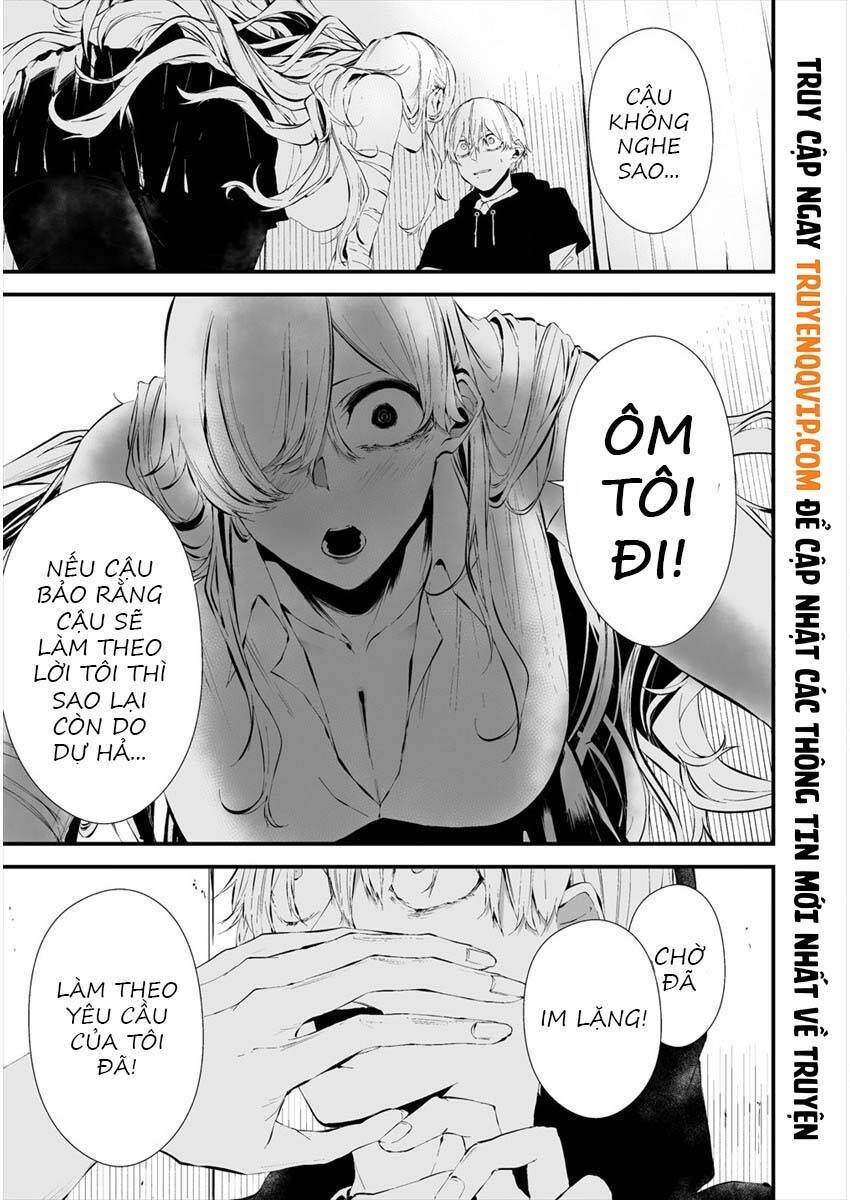 CẬU
KHÔNG
NGHE
SAO...
ÔM
TÔI
ĐI!
NẾU CẬU
BẢO RẰNG
CẬU SẼ
LÀM THEO
LỜI TÔI THÌ
SAO LẠI
CÒN DO
DỰ HẢ...
CHỜ
ĐÃ
IM LẶNG!
LÀM THEO
YÊU CẦU
CỦA TÔI
ĐÃ!
TRUY CẬP NGAY TRUYENQQVIP.COM ĐỂ CẬP NHẬT CÁC THÔNG TIN MỚI NHẤT VỀ TRUYỆN